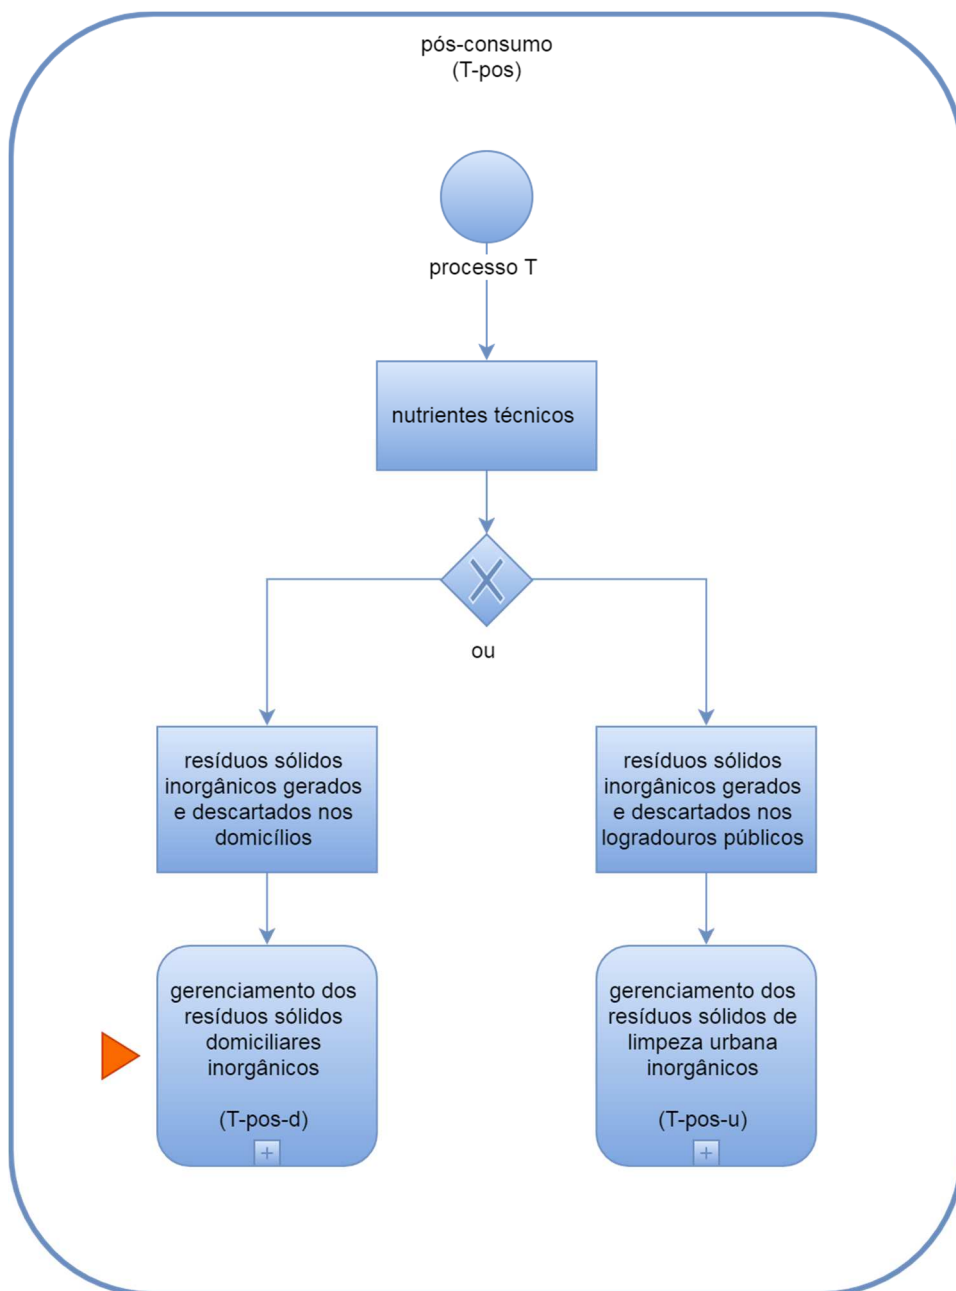 pós-consumo
(T-pos)
processo T
nutrientes técnicos
ou
resíduos sólidos
inorgânicos gerados
e descartados nos
domicílios
resíduos sólidos
inorgânicos gerados
e descartados nos
logradouros públicos
gerenciamento dos
resíduos sólidos
domiciliares
inorgânicos
(T-pos-d)
gerenciamento dos
resíduos sólidos de
limpeza urbana
inorgânicos
(T-pos-u)